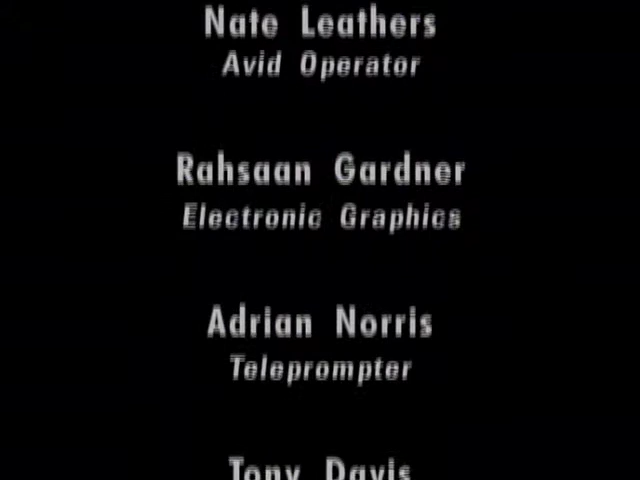 Nate Leathers
Avid Operator
Rahsaan Gardner
Electronic Graphics
Adrian Norris
Teleprompter
Tony Davis